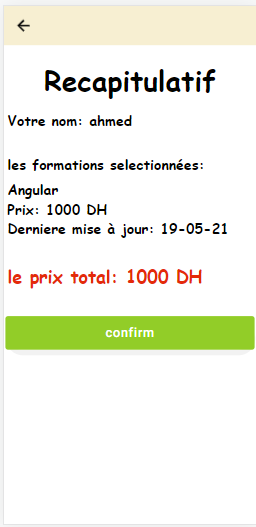 Recapitulatif
Votre nom: ahmed
les formations selectionnées:
Angular
Prix: 1000 DH
Derniere mise à jour: 19-05-21
le prix total: 1000 DH
confirm